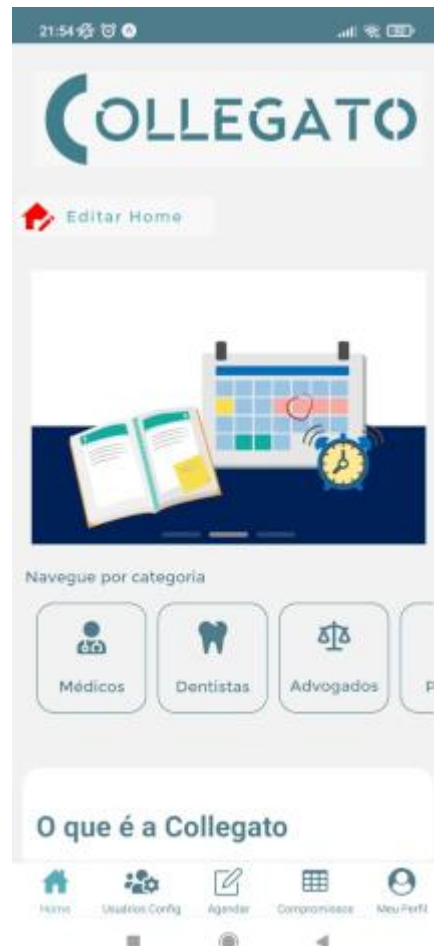 21:54
COLLEGATO
Editar Home
Navegue por categoria
Médicos Dentistas Advogados P
O que é a Collegato
Home Usuários Config Agendar Compromissos Meu Perfil